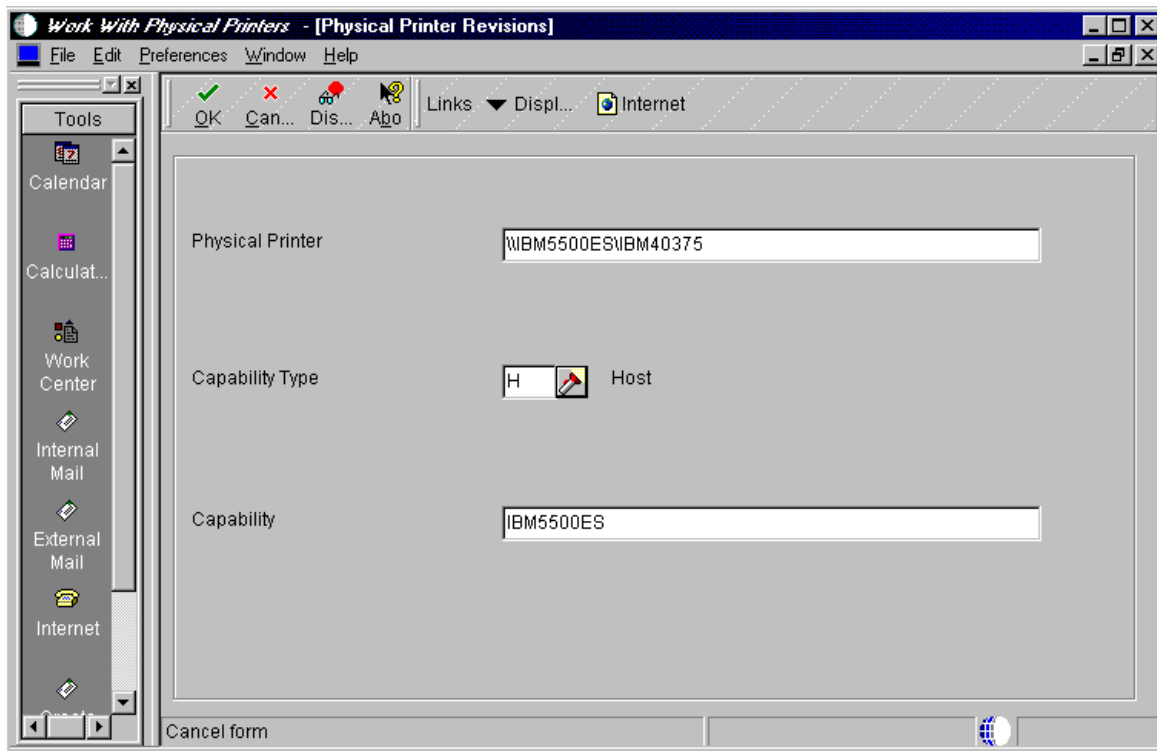 Work With Physical Printers - [Physical Printer Revisions]
File Edit Preferences Window Help
Tools
OK Can... Dis... Abo Links Displ... Internet
Calendar
Calculat...
Work
Center
Internal
Mail
External
Mail
Internet
Physical Printer \\IBM5500ES\IBM40375
Capability Type H Host
Capability IBM5500ES
Cancel form